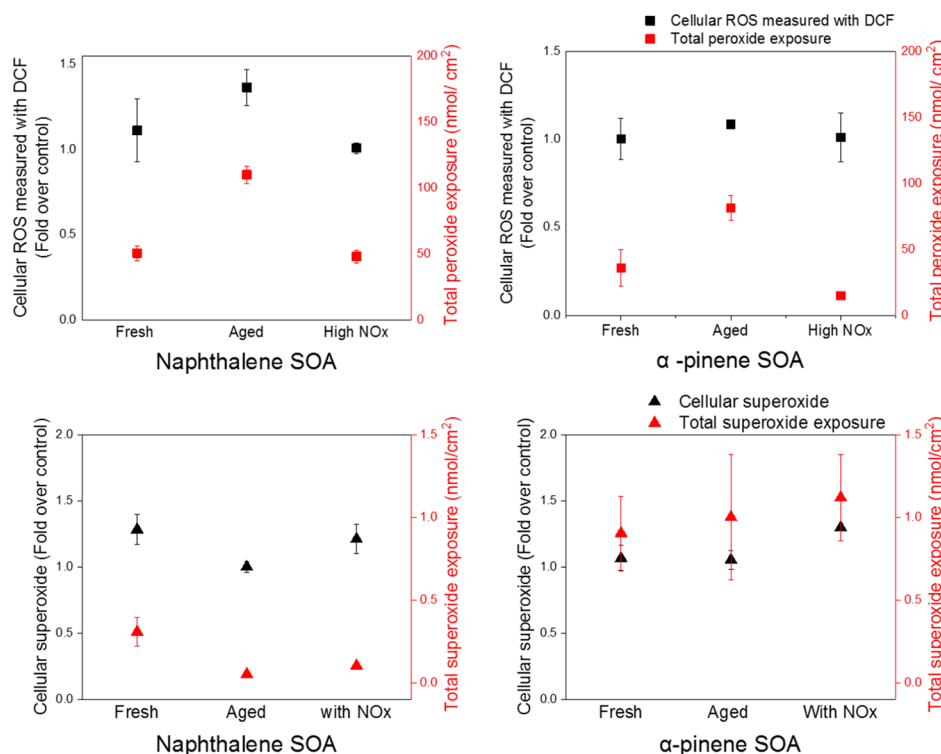 Cellular ROS measured with DCF
Total peroxide exposure
Cellular ROS measured with DCF
(Fold over control)
1.5
1.0
0.5
0.0
200
150
100
50
0
Total peroxide exposure (nmol/ cm²)
Fresh Aged High NOx
Naphthalene SOA
Cellular ROS measured with DCF
(Fold over control)
1.5
1.0
0.5
0.0
200
150
100
50
0
Total peroxide exposure (nmol/ cm²)
Fresh Aged High NOx
α -pinene SOA
Cellular superoxide (Fold over control)
2.0
1.5
1.0
0.5
0.0
1.5
1.0
0.5
0.0
Total superoxide exposure (nmol/cm²)
Fresh Aged with NOx
Naphthalene SOA
Cellular superoxide
Total superoxide exposure
Cellular superoxide (Fold over control)
2.0
1.5
1.0
0.5
0.0
1.5
1.0
0.5
0.0
Total superoxide exposure (nmol/cm²)
Fresh Aged With NOx
α-pinene SOA